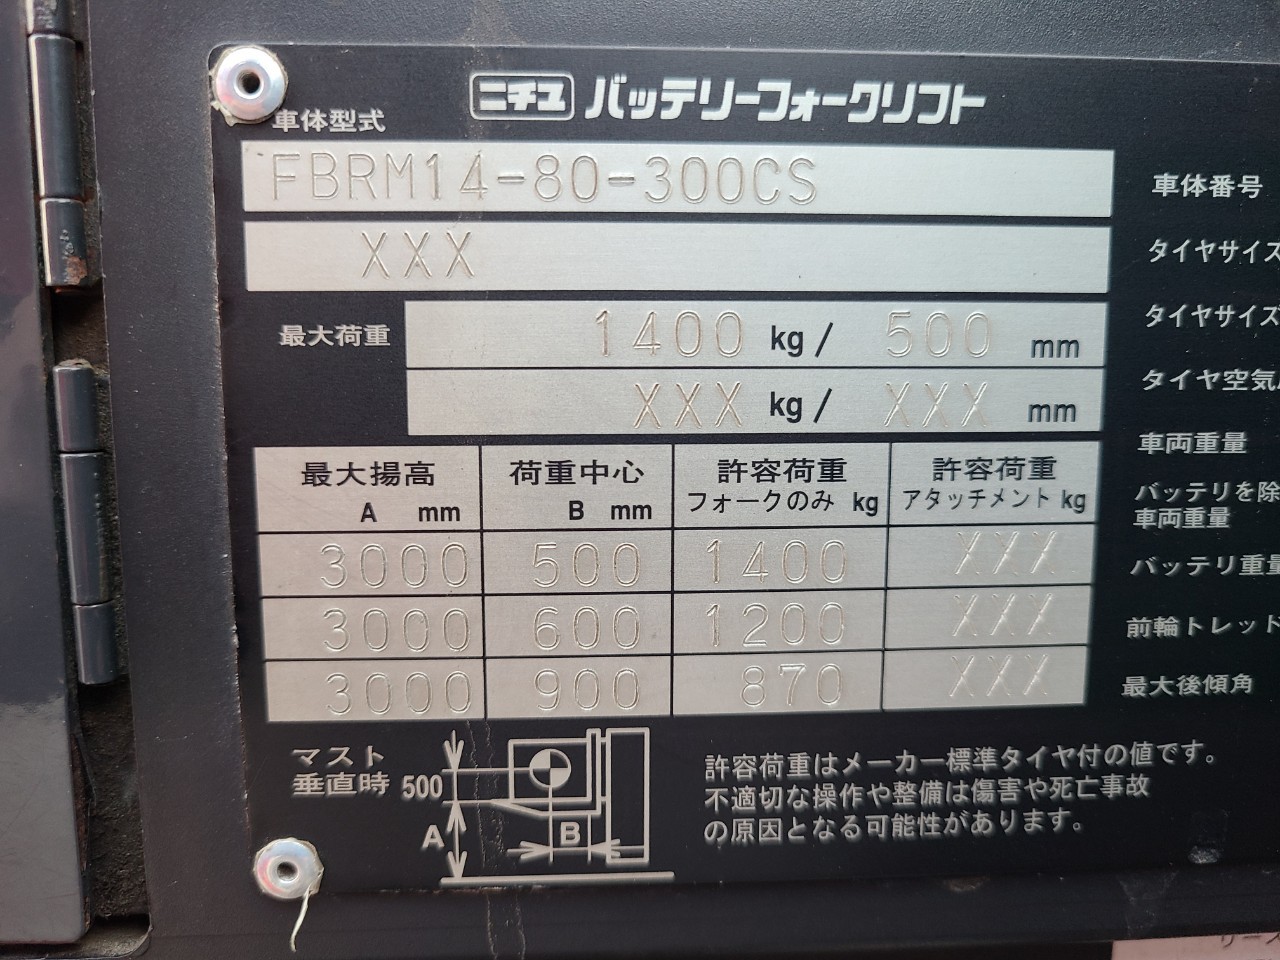 ニチユ バッテリーフォークリフト
車体型式
FBRM14-80-300CS
XXX
最大荷重 1400 kg / 500 mm
XXX kg / XXX mm
最大揚高 荷重中心 許容荷重 許容荷重
A mm B mm フォークのみ kg アタッチメント kg
3000 500 1400 XXX
3000 600 1200 XXX
3000 900 870 XXX
マスト
垂直時 500
A
B
許容荷重はメーカー標準タイヤ付の値です。
不適切な操作や整備は傷害や死亡事故
の原因となる可能性があります。
車体番号
タイヤサイズ
タイヤサイズ
タイヤ空気
車両重量
バッテリを除
車両重量
バッテリ重量
前輪トレッド
最大後傾角